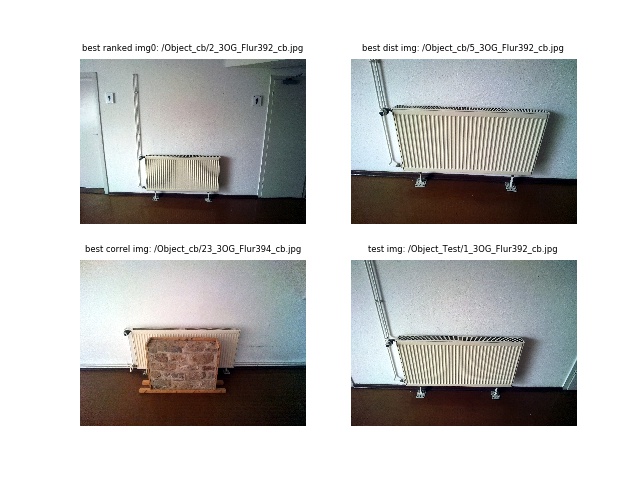 best ranked img0: /Object_cb/2_3OG_Flur392_cb.jpg
best dist img: /Object_cb/5_3OG_Flur392_cb.jpg
best correl img: /Object_cb/23_3OG_Flur394_cb.jpg
test img: /Object_Test/1_3OG_Flur392_cb.jpg